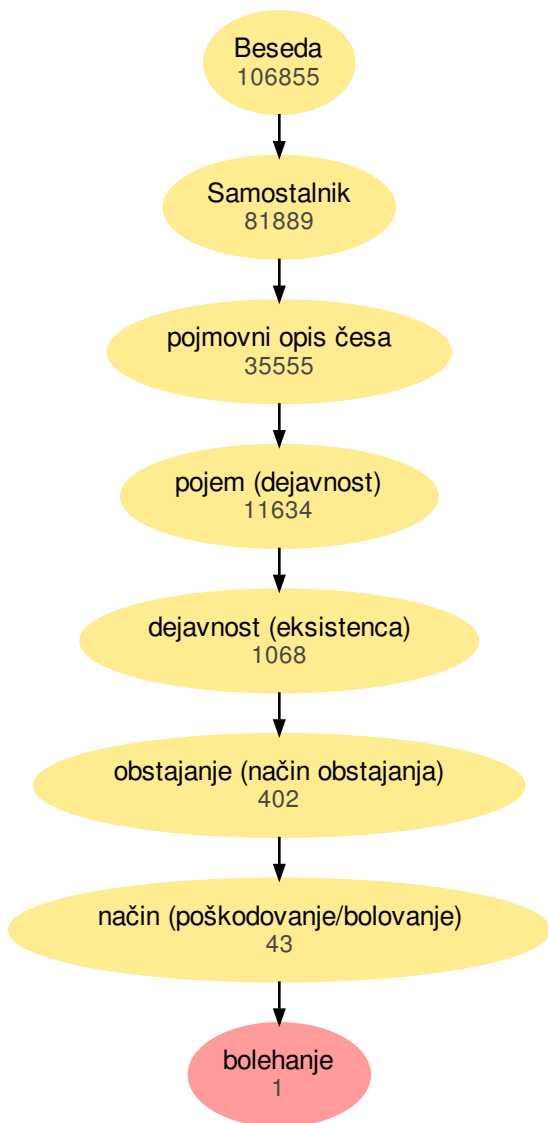 Beseda
106855
Samostalnik
81889
pojmovni opis česa
35555
pojem (dejavnost)
11634
dejavnost (eksistenca)
1068
obstajanje (način obstajanja)
402
način (poškodovanje/bolovanje)
43
bolehanje
1